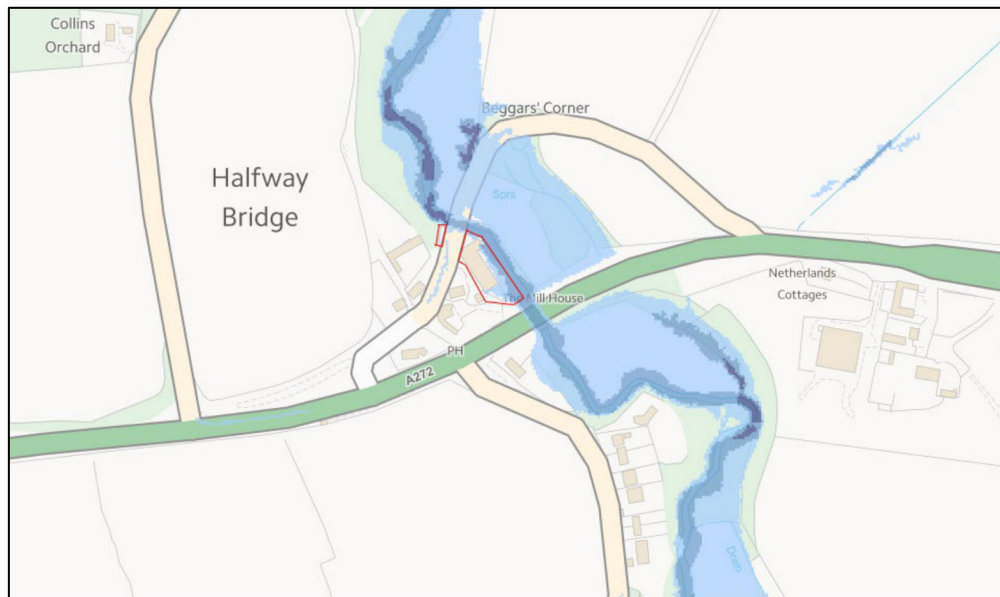 Collins
Orchard
Beggars' Corner
Halfway
Bridge
Sprs
Netherlands
Cottages
The Mill House
PH
A272
Drain